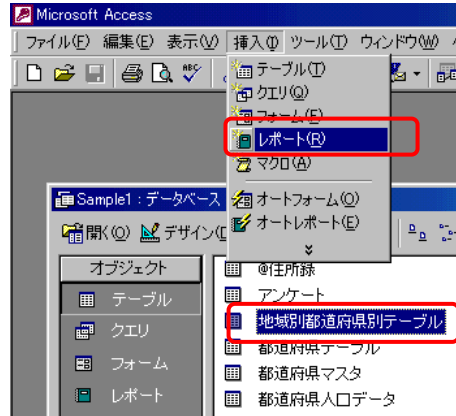 Microsoft Access
ファイル(F) 編集(E) 表示(V) 挿入(I) ツール(T) ウィンドウ(W)
ABC
テーブル(T)
クエリ(Q)
フォーム(F)
レポート(R)
マクロ(A)
オートフォーム(O)
オートレポート(E)
Sample1 : データベース
開く(O) デザイン(D
オブジェクト
テーブル
クエリ
フォーム
レポート
@住所録
アンケート
地域別都道府県別テーブル
都道府県テーブル
都道府県マスタ
都道府県人口データ